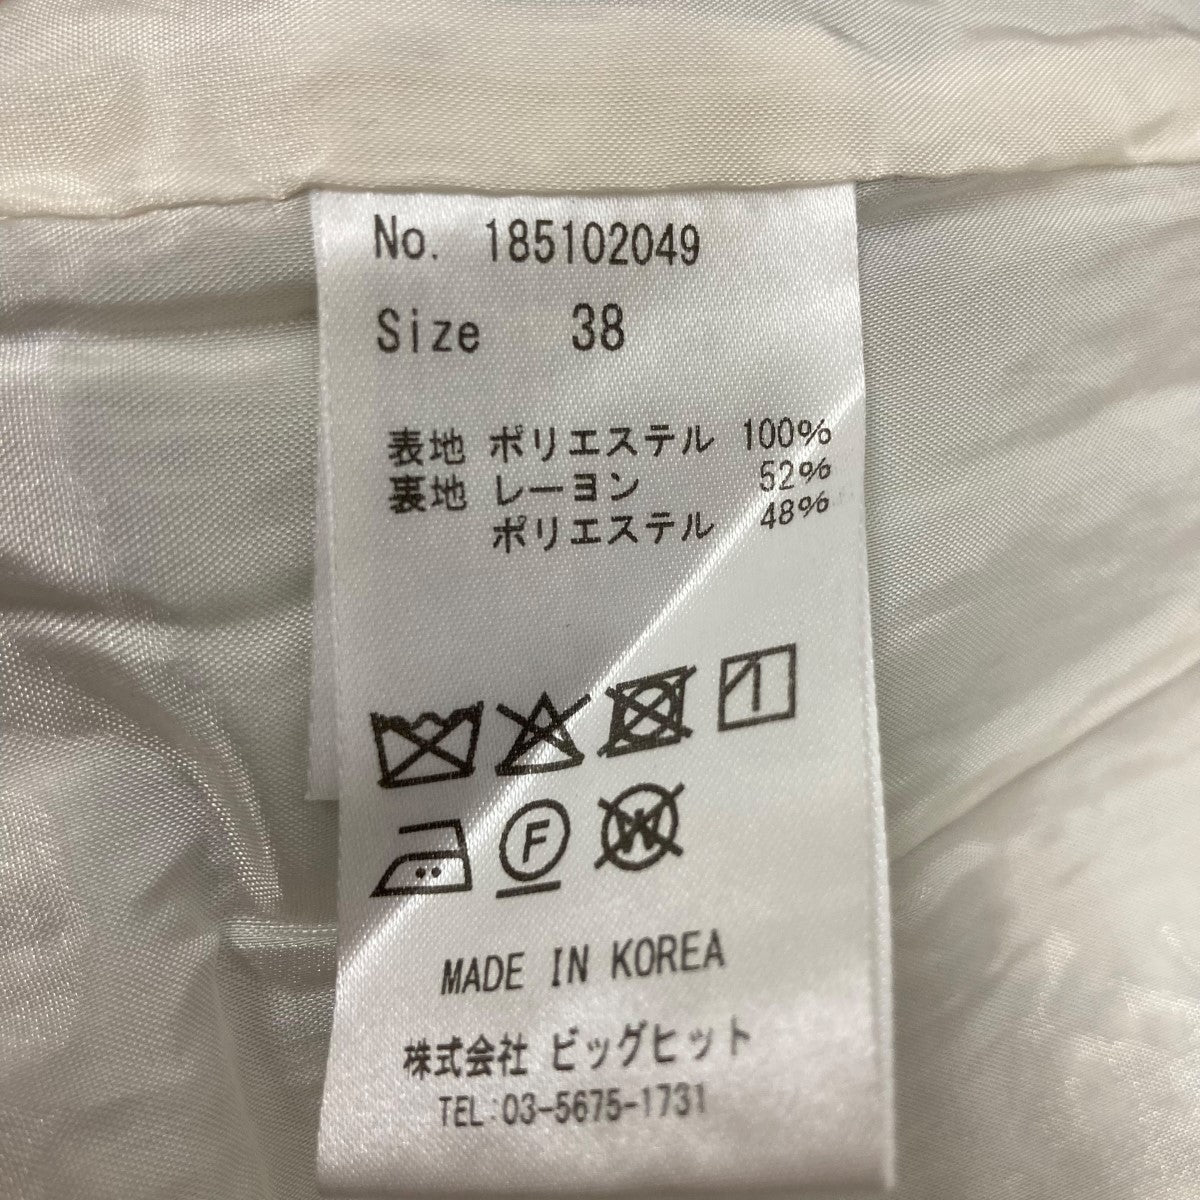 No. 185102049
Size 38
表地 ポリエステル 100%
裏地 レーヨン 52%
ポリエステル 48%
F W
MADE IN KOREA
株式会社 ビッグヒット
TEL:03-5675-1731